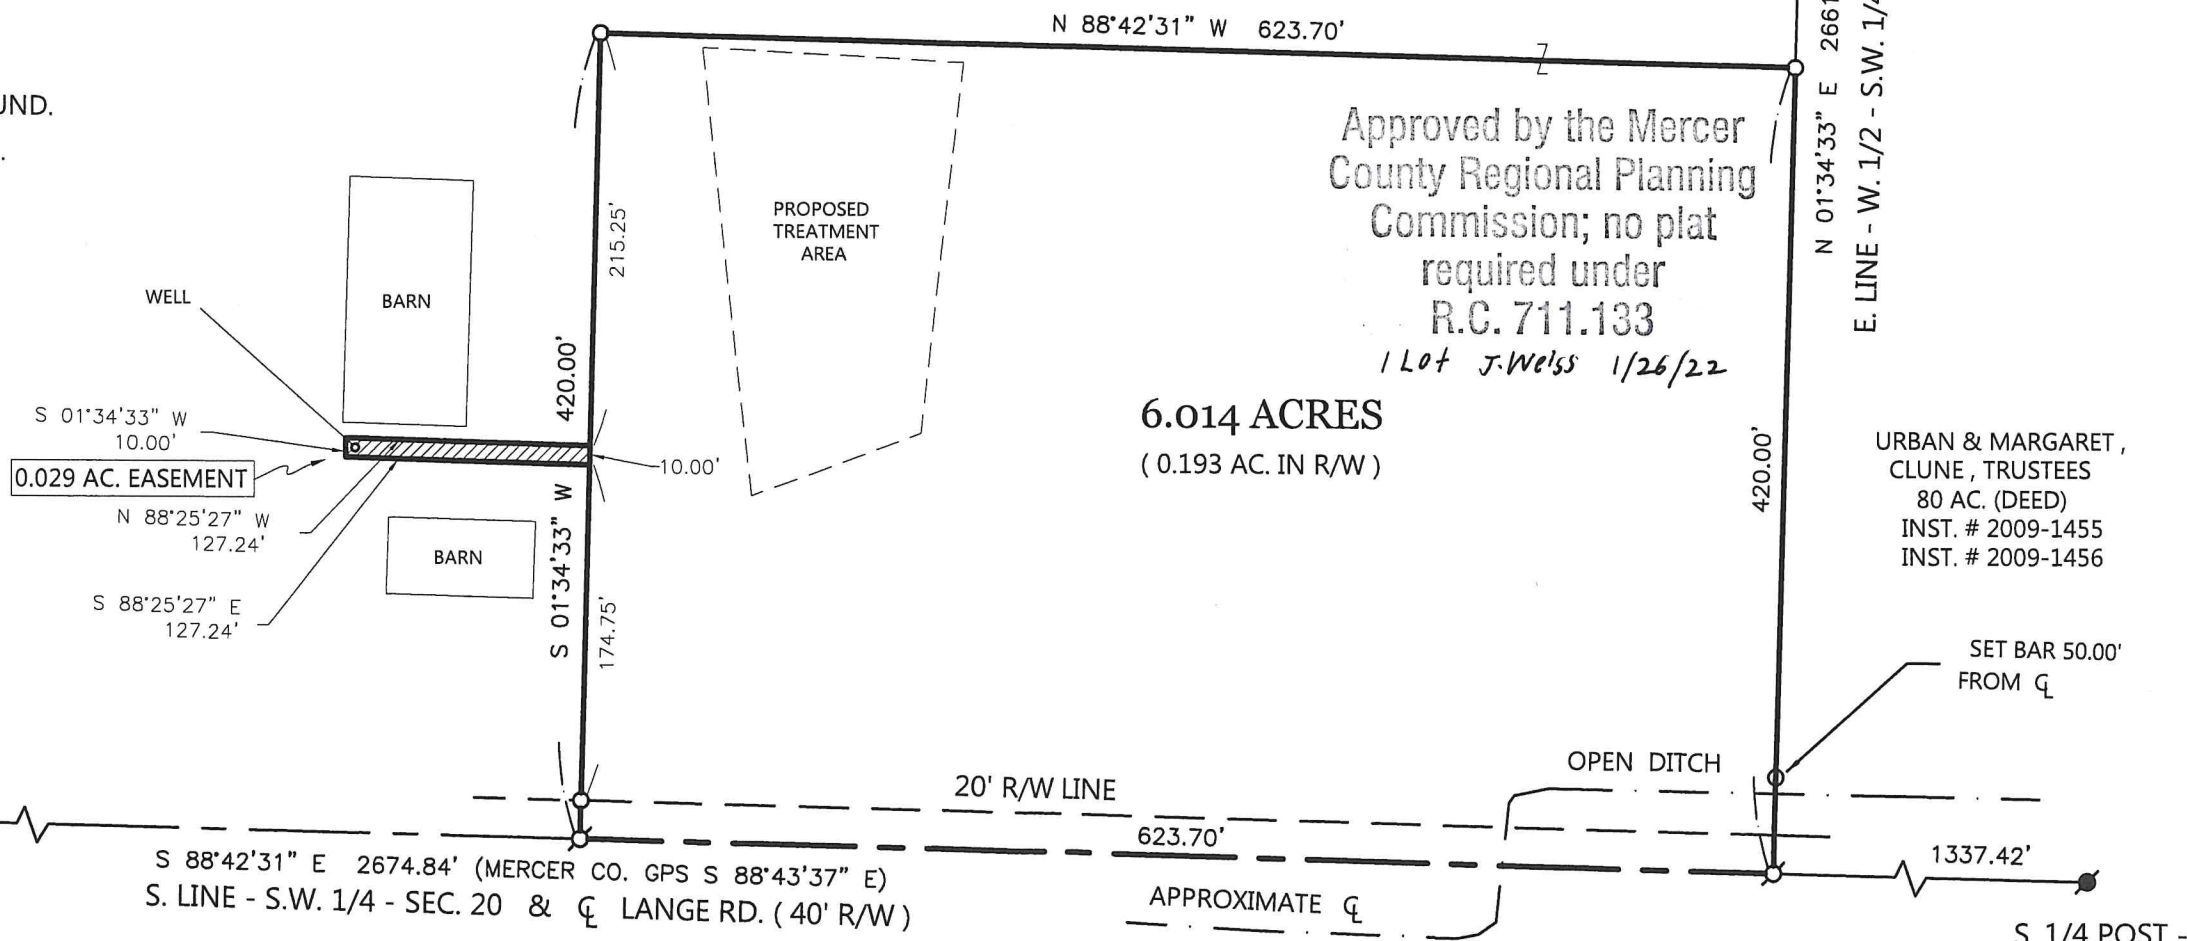 N 88°42'31" W 623.70'
UND.
Approved by the Mercer
County Regional Planning
Commission; no plat
required under
R.C. 711.133
1 Lot J. Weiss 1/26/22
N 01°34'33" E 2661
E. LINE - W. 1/2 - S.W. 1/4
PROPOSED
TREATMENT
AREA
215.25'
BARN
WELL
420.00'
S 01°34'33" W
10.00'
0.029 AC. EASEMENT
N 88°25'27" W
127.24'
S 88°25'27" E
127.24'
BARN
10.00'
S 01°34'33" W
174.75'
6.014 ACRES
( 0.193 AC. IN R/W )
420.00'
URBAN & MARGARET ,
CLUNE , TRUSTEES
80 AC. (DEED)
INST. # 2009-1455
INST. # 2009-1456
SET BAR 50.00'
FROM ℄
OPEN DITCH
20' R/W LINE
623.70'
1337.42'
S 88°42'31" E 2674.84' (MERCER CO. GPS S 88°43'37" E)
S. LINE - S.W. 1/4 - SEC. 20 & ℄ LANGE RD. ( 40' R/W )
APPROXIMATE ℄
S. 1/4 POST -